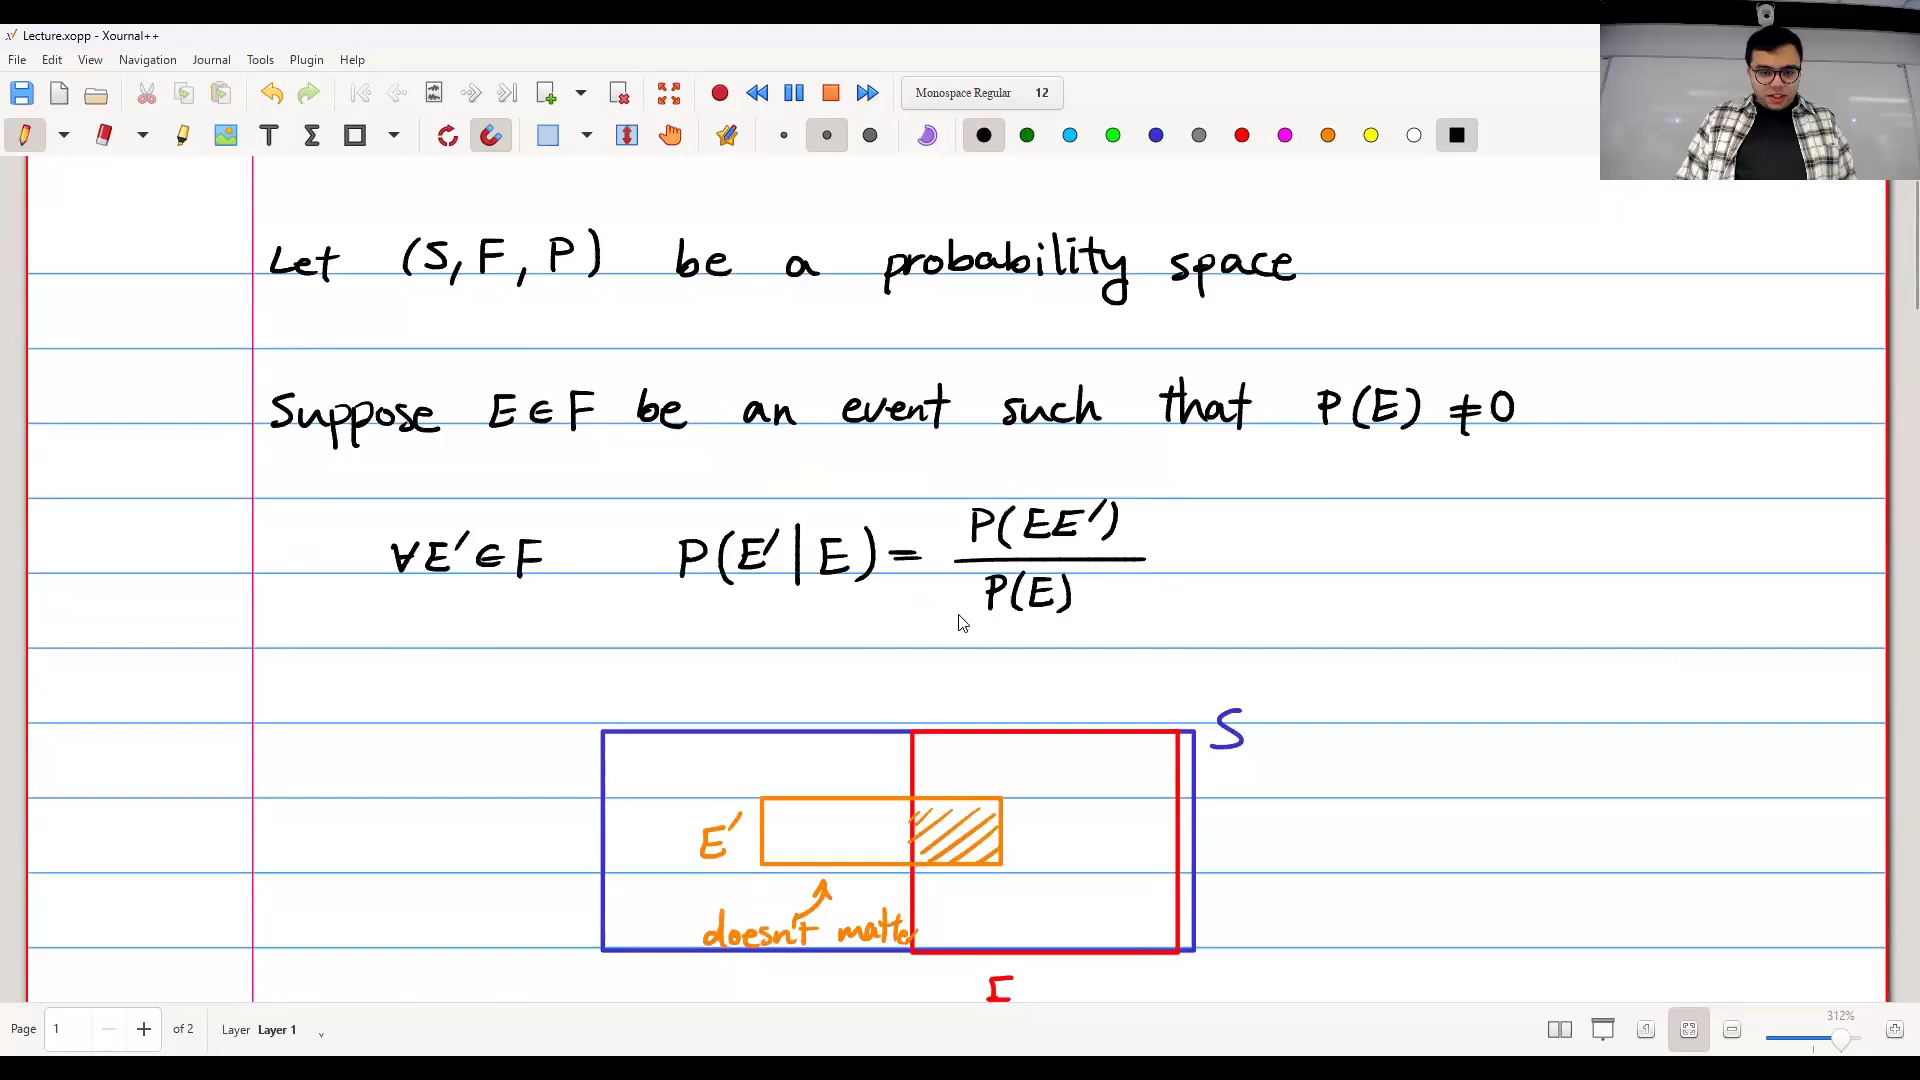 Lecture.xopp - Xournal++
File Edit View Navigation Journal Tools Plugin Help
Monospace Regular 12
Let (S, F, P) be a probability space
Suppose E ∈ F be an event such that P(E) ≠ 0
∀E′ ∈ F P(E′ | E) = P(EE′) / P(E)
S
E′
doesn't matter
Page 1 of 2 Layer Layer 1 312%